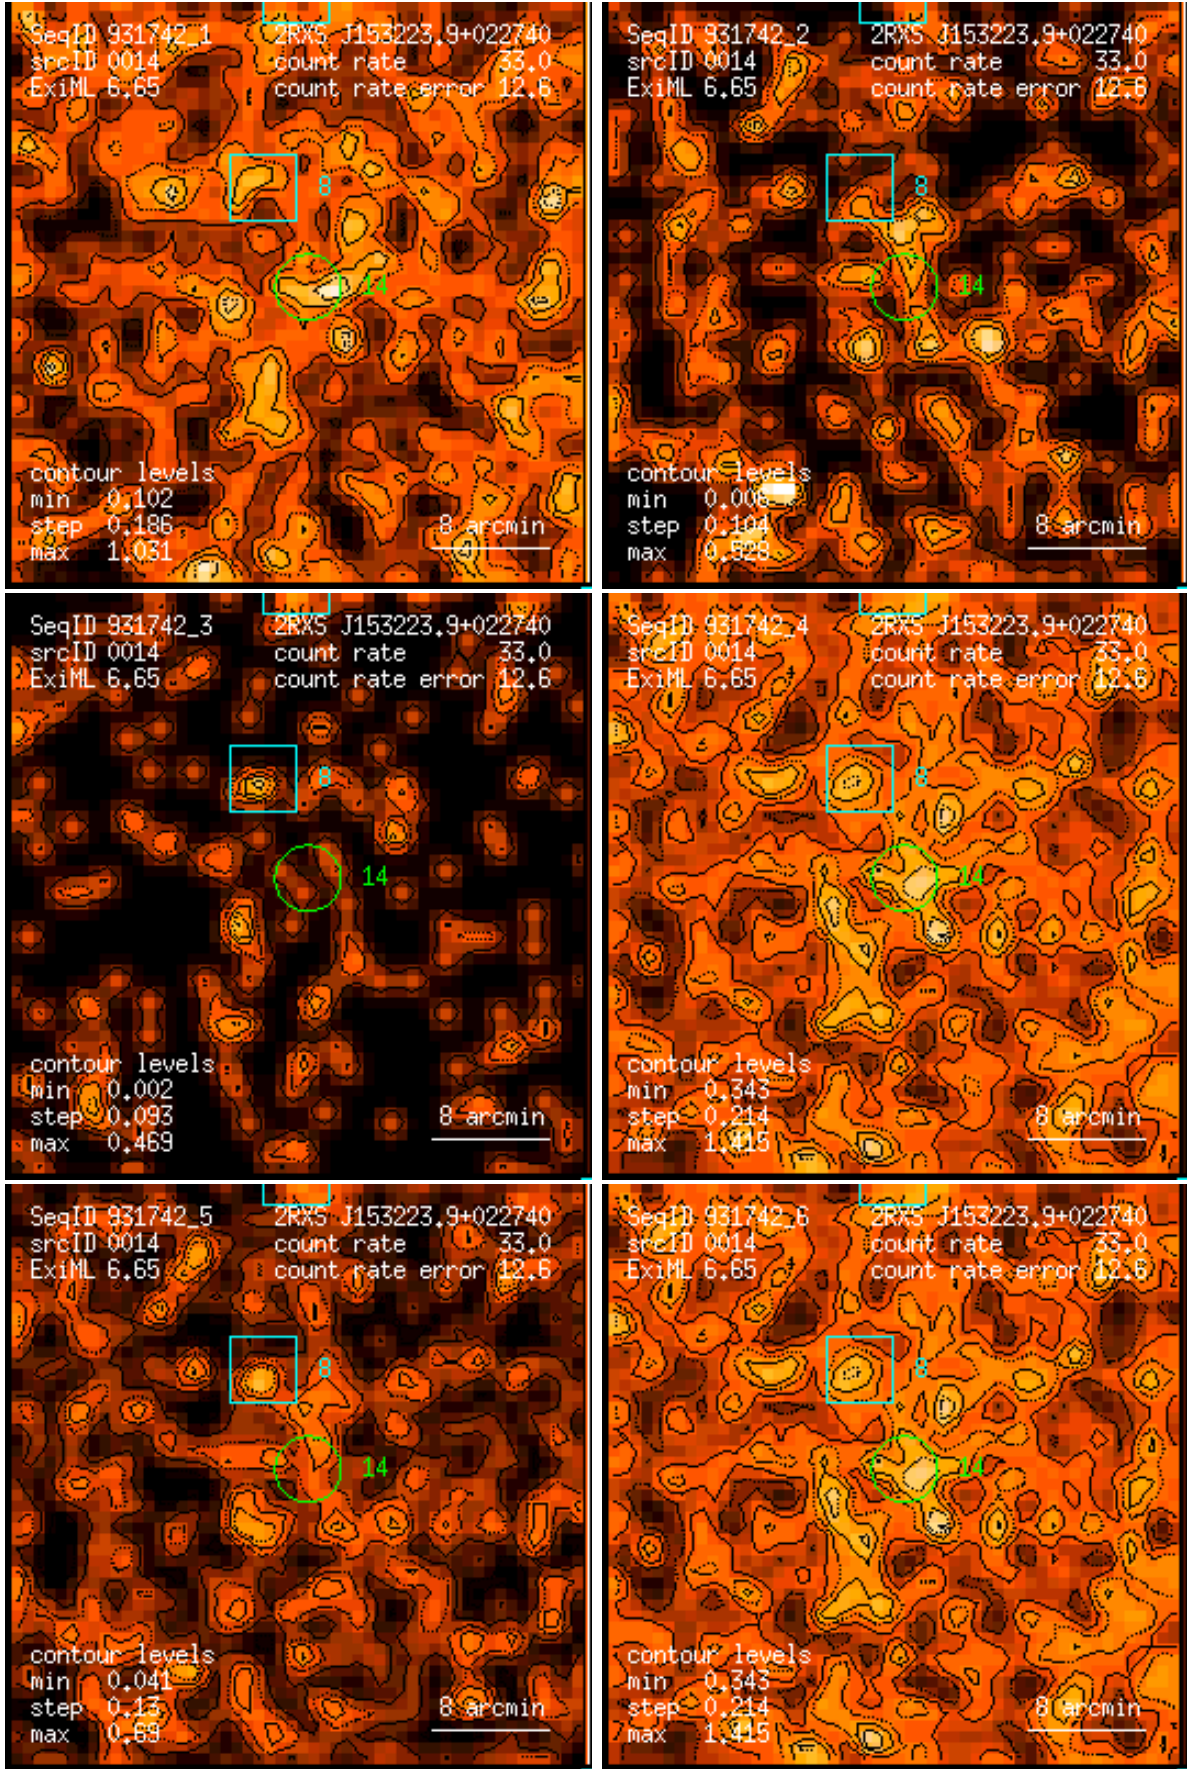 SeqID 931742_1 2RXS J153223.9+022740
srcID 0014 count rate 33.0
ExiML 6.65 count rate error 12.6
8
14
contour levels
min 0.102
step 0.186
max 1.031
8 arcmin
SeqID 931742_2 2RXS J153223.9+022740
srcID 0014 count rate 33.0
ExiML 6.65 count rate error 12.6
8
14
contour levels
min 0.006
step 0.104
max 0.528
8 arcmin
SeqID 931742_3 2RXS J153223.9+022740
srcID 0014 count rate 33.0
ExiML 6.65 count rate error 12.6
8
14
contour levels
min 0.002
step 0.093
max 0.469
8 arcmin
SeqID 931742_4 2RXS J153223.9+022740
srcID 0014 count rate 33.0
ExiML 6.65 count rate error 12.6
8
14
contour levels
min 0.343
step 0.214
max 1.415
8 arcmin
SeqID 931742_5 2RXS J153223.9+022740
srcID 0014 count rate 33.0
ExiML 6.65 count rate error 12.6
8
14
contour levels
min 0.041
step 0.13
max 0.69
8 arcmin
SeqID 931742_6 2RXS J153223.9+022740
srcID 0014 count rate 33.0
ExiML 6.65 count rate error 12.6
8
14
contour levels
min 0.343
step 0.214
max 1.415
8 arcmin